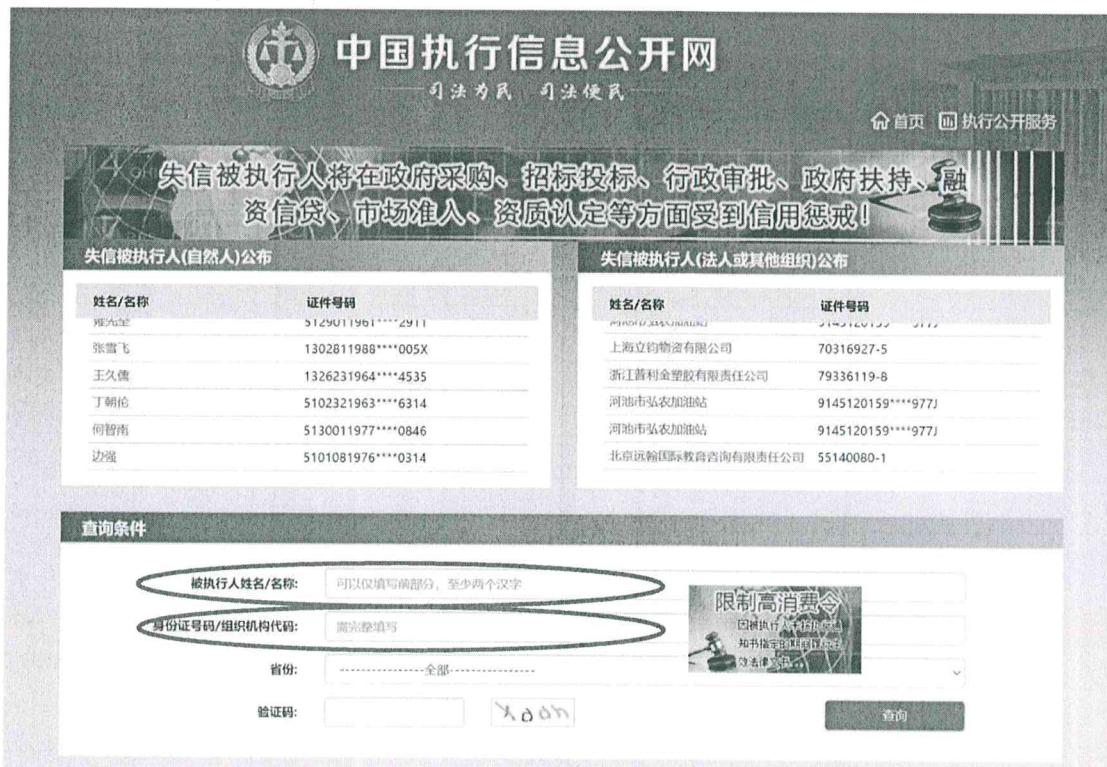 中国执行信息公开网
司法为民 司法便民
首页 执行公开服务
失信被执行人将在政府采购、招标投标、行政审批、政府扶持、融
资信贷、市场准入、资质认定等方面受到信用惩戒!
失信被执行人(自然人)公布
姓名/名称 证件号码
5129011961****2911
张雪飞 1302811988****005X
王久儒 1326231964****4535
丁朝伦 5102321963****6314
何智南 5130011977****0846
边强 5101081976****0314
失信被执行人(法人或其他组织)公布
姓名/名称 证件号码
河池市弘农加油站 9145120159****977J
上海立钧物资有限公司 70316927-5
浙江普利金塑胶有限责任公司 79336119-8
河池市弘农加油站 9145120159****977J
河池市弘农加油站 9145120159****977J
北京远翰国际教育咨询有限责任公司 55140080-1
查询条件
被执行人姓名/名称: 可以仅填写前部分，至少两个汉字
身份证号码/组织机构代码: 需完整填写
限制高消费令
省份: ----------------全部----------------
验证码:
查询